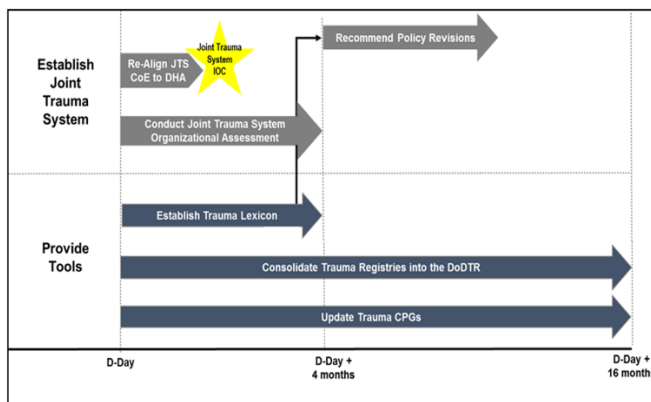 Establish
Joint
Trauma
System
Re-Align JTS
CoE to DHA
Joint Trauma
System
IOC
Recommend Policy Revisions
Conduct Joint Trauma System
Organizational Assessment
Provide
Tools
Establish Trauma Lexicon
Consolidate Trauma Registries into the DoDTR
Update Trauma CPGs
D-Day
D-Day +
4 months
D-Day +
16 months